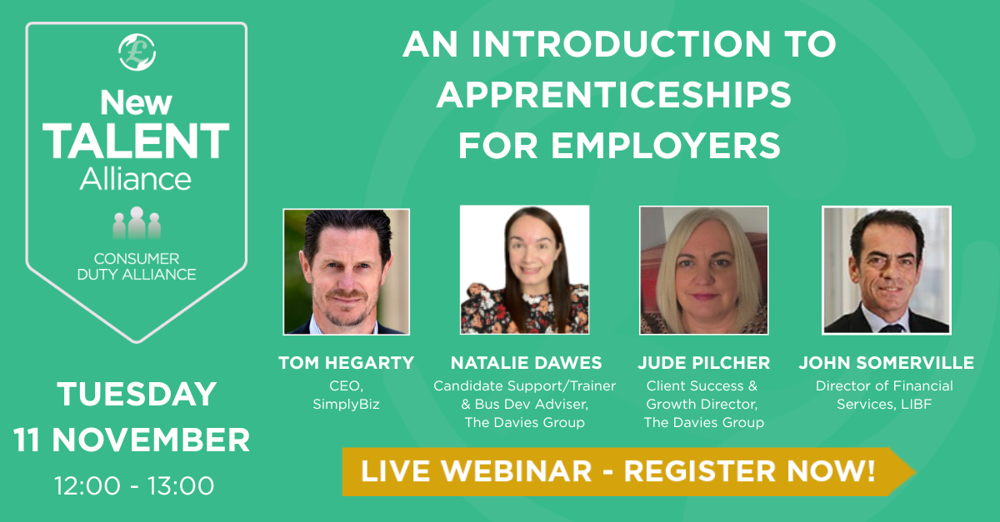 £
New
TALENT
Alliance
CONSUMER
DUTY ALLIANCE
TUESDAY
11 NOVEMBER
12:00 - 13:00
AN INTRODUCTION TO
APPRENTICESHIPS
FOR EMPLOYERS
TOM HEGARTY
CEO,
SimplyBiz
NATALIE DAWES
Candidate Support/Trainer
& Bus Dev Adviser,
The Davies Group
JUDE PILCHER
Client Success &
Growth Director,
The Davies Group
JOHN SOMERVILLE
Director of Financial
Services, LIBF
LIVE WEBINAR - REGISTER NOW!